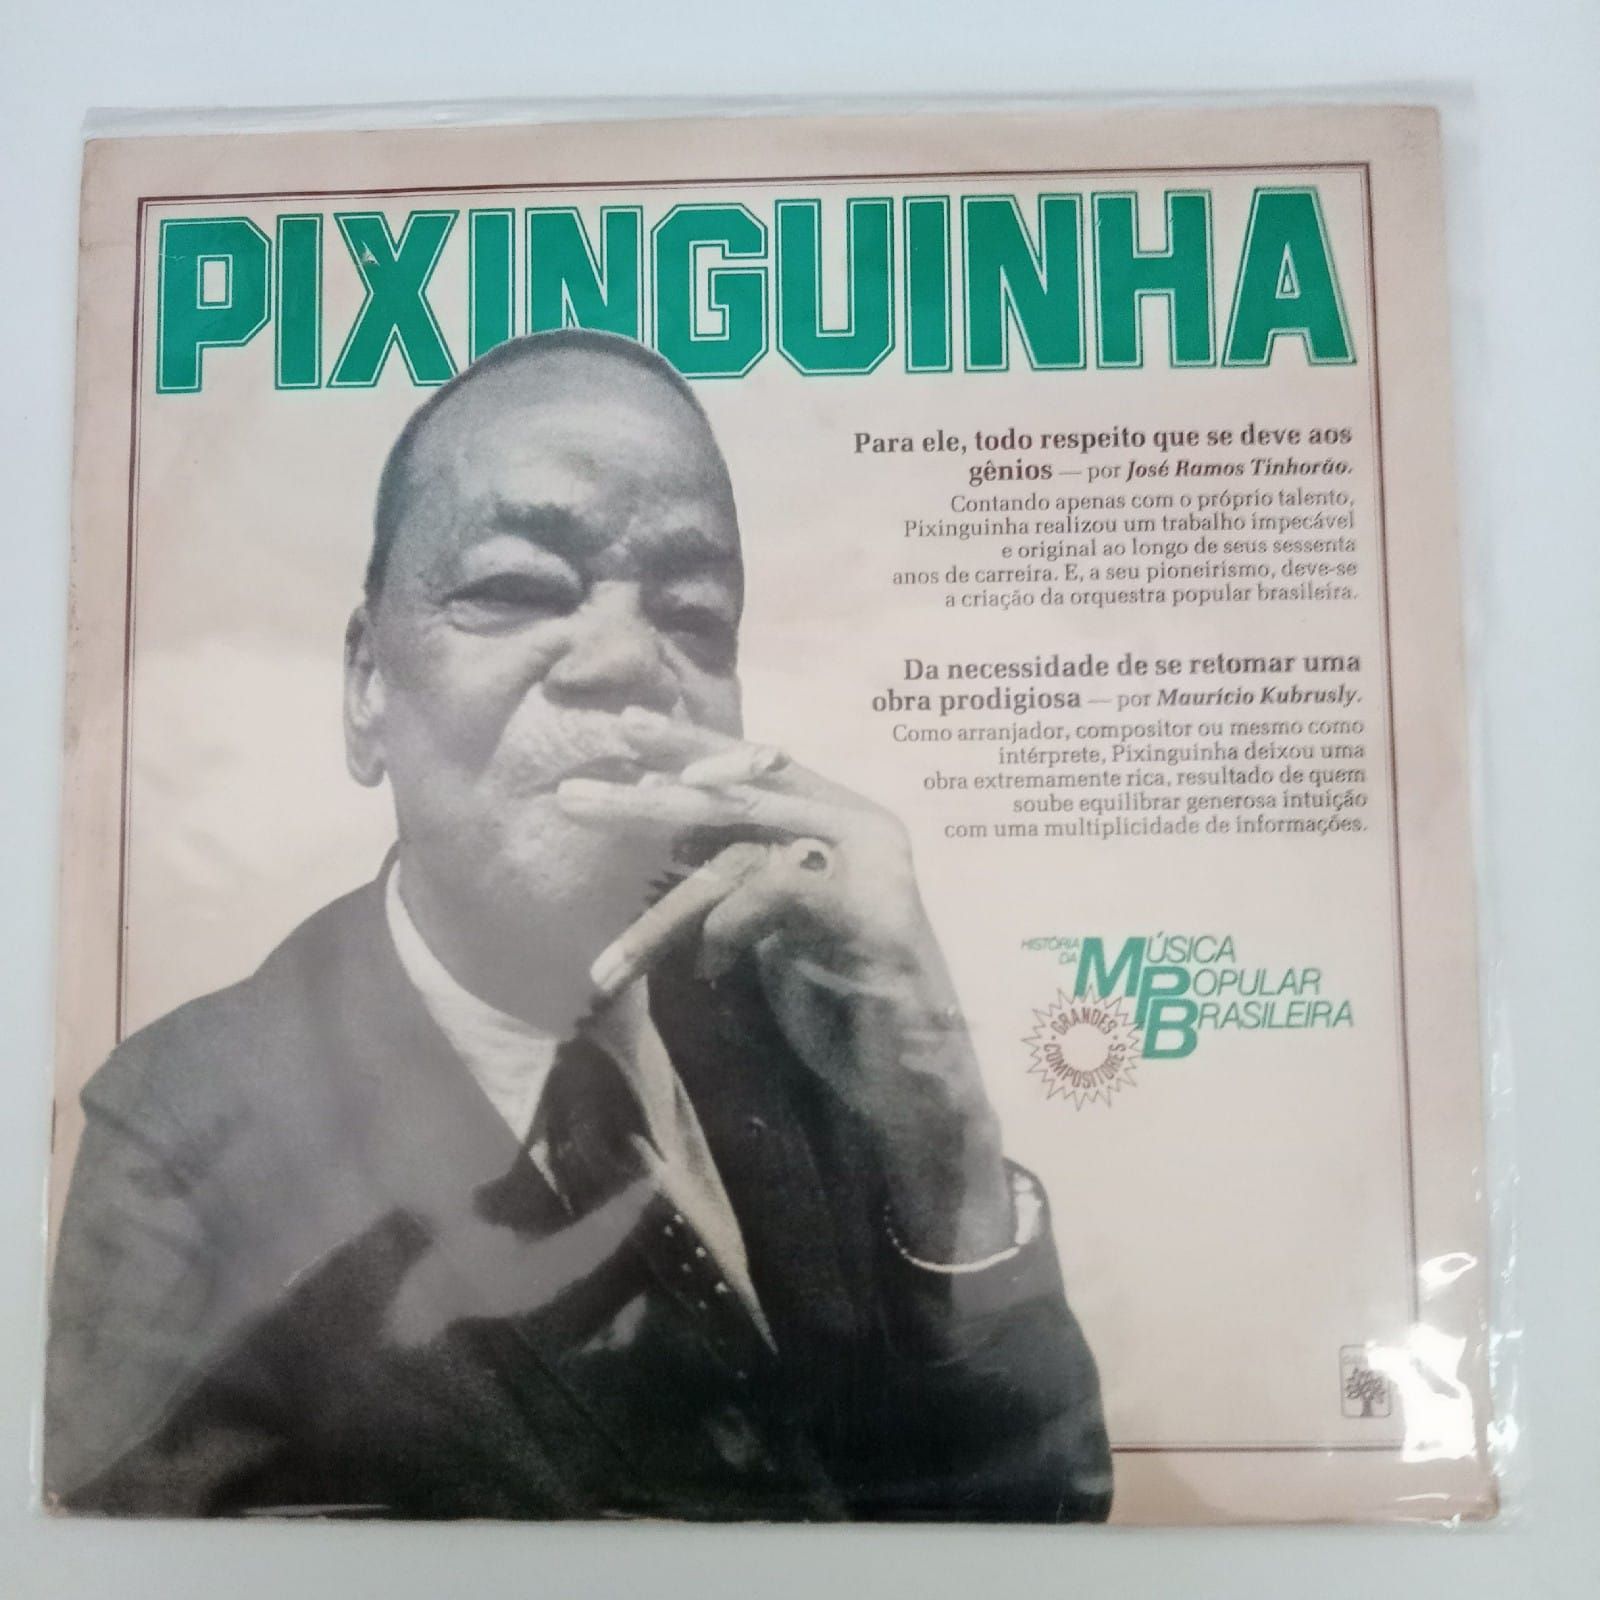 PIXINGUINHA
Para ele, todo respeito que se deve aos
gênios — por José Ramos Tinhorão.
Contando apenas com o próprio talento,
Pixinguinha realizou um trabalho impecável
e original ao longo de seus sessenta
anos de carreira. E, a seu pioneirismo, deve-se
a criação da orquestra popular brasileira.
Da necessidade de se retomar uma
obra prodigiosa — por Maurício Kubrusly.
Como arranjador, compositor ou mesmo como
intérprete, Pixinguinha deixou uma
obra extremamente rica, resultado de quem
soube equilibrar generosa intuição
com uma multiplicidade de informações.
HISTÓRIA
DA
MÚSICA
POPULAR
BRASILEIRA
GRANDES
COMPOSITORES